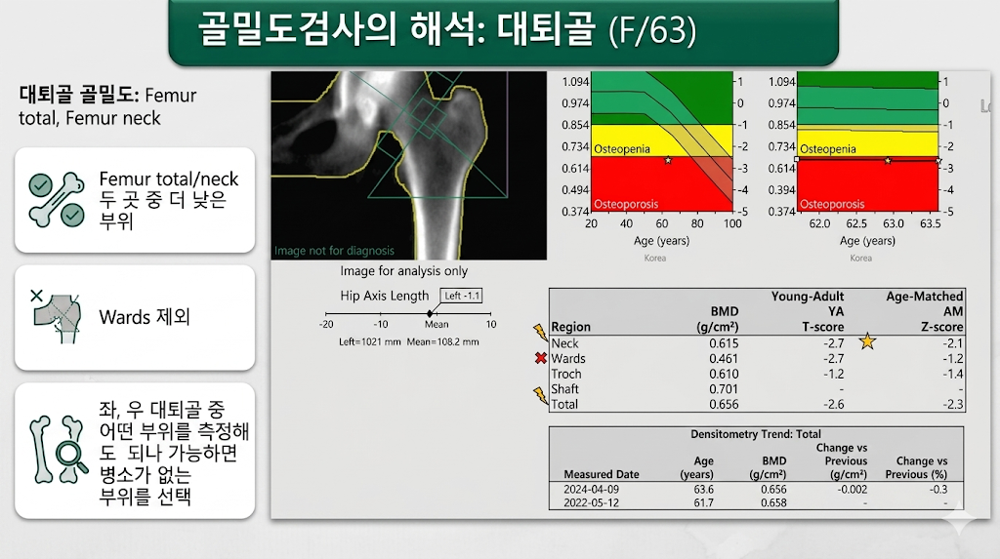 골밀도검사의 해석: 대퇴골 (F/63)
대퇴골 골밀도: Femur
total, Femur neck
Femur total/neck
두 곳 중 더 낮은
부위
Wards 제외
좌, 우 대퇴골 중
어떤 부위를 측정해
도 되나 가능하면
병소가 없는
부위를 선택
Image not for diagnosis
Image for analysis only
Hip Axis Length Left -1.1
-20 -10 Mean 10
Left=1021 mm Mean=108.2 mm
1.094 1
0.974 0
0.854 -1
0.734 -2
0.614 -3
0.494 -4
0.374 -5
Osteopenia
Osteoporosis
20 40 60 80 100
Age (years)
Korea
1.094 1
0.974 0
0.854 -1
0.734 -2
0.614 -3
0.494 -4
0.374 -5
Osteopenia
Osteoporosis
62.0 62.5 63.0 63.5
Age (years)
Korea
Young-Adult Age-Matched
BMD YA AM
Region (g/cm²) T-score Z-score
Neck 0.615 -2.7 -2.1
Wards 0.461 -2.7 -1.2
Troch 0.610 -1.2 -1.4
Shaft 0.701 - -
Total 0.656 -2.6 -2.3
Densitometry Trend: Total
Change vs
Age BMD Previous Change vs
Measured Date (years) (g/cm²) (g/cm²) Previous (%)
2024-04-09 63.6 0.656 -0.002 -0.3
2022-05-12 61.7 0.658 - -